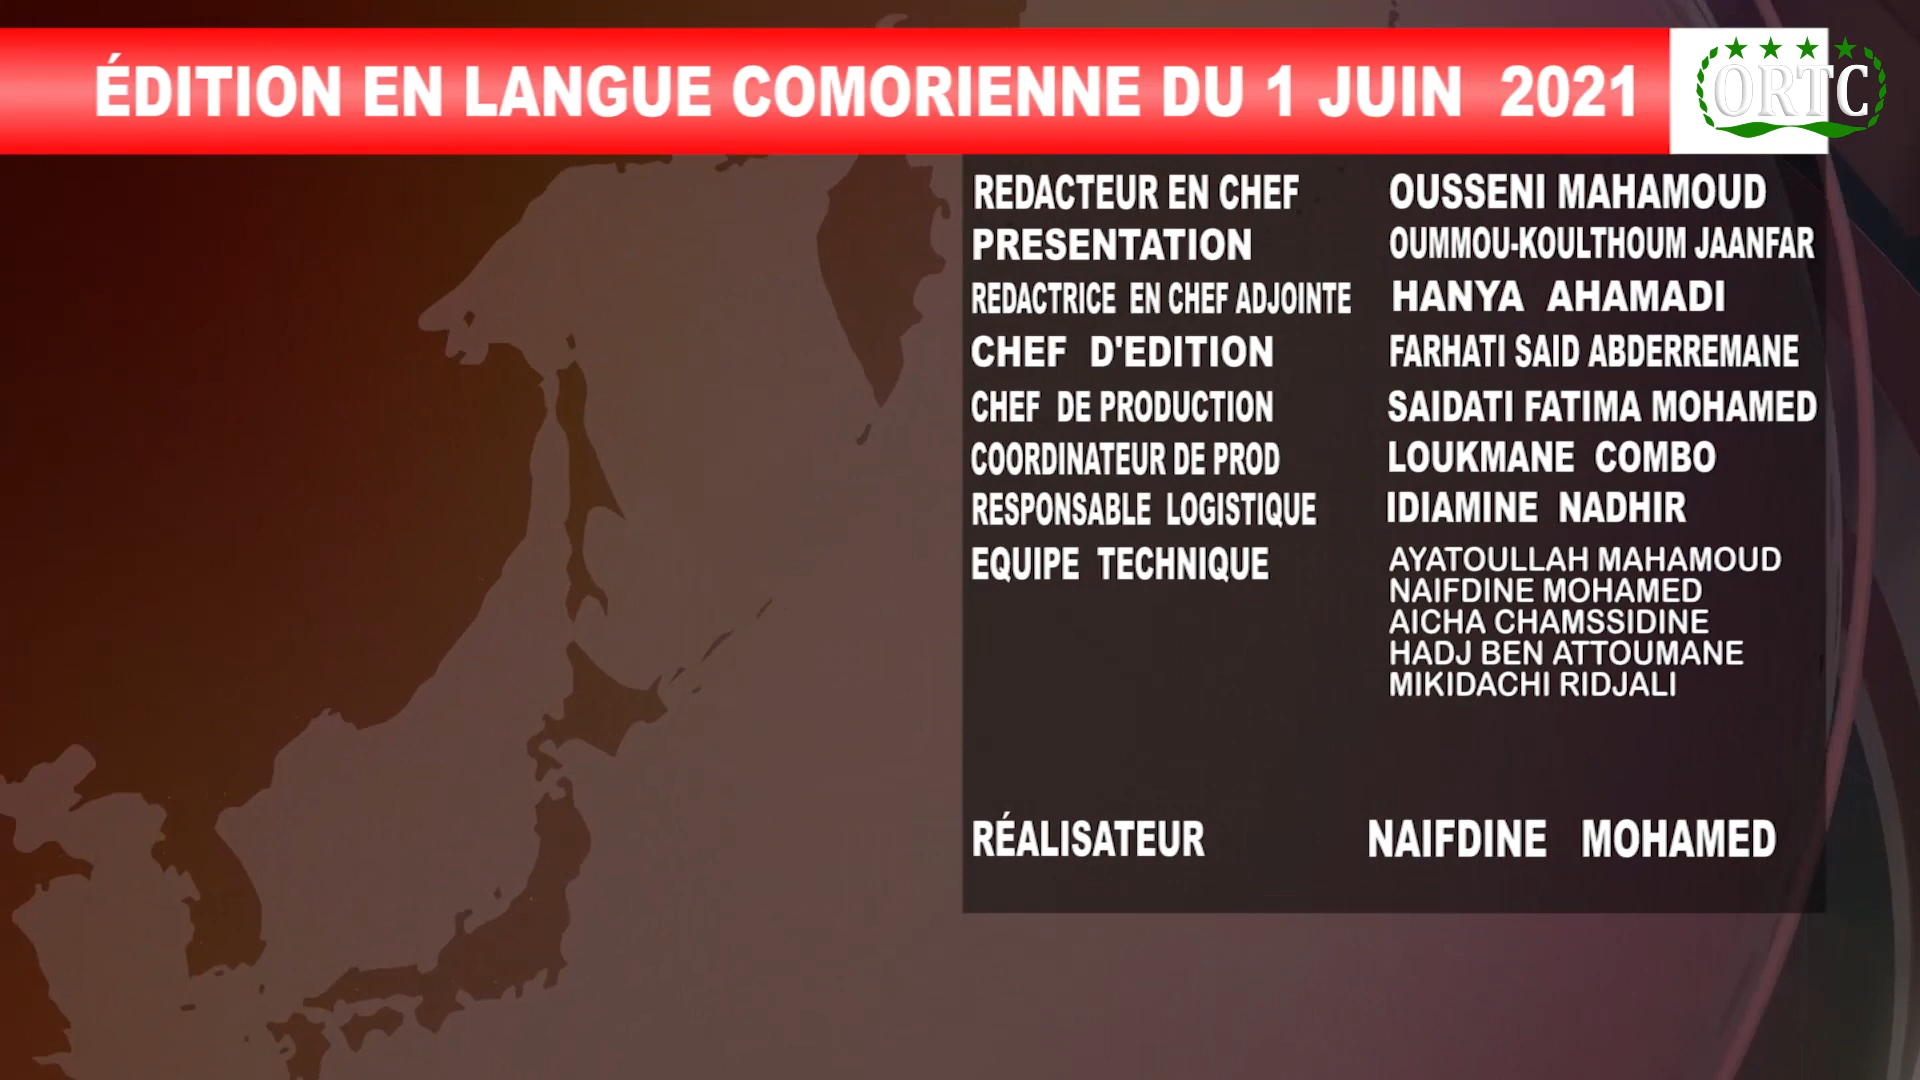 ÉDITION EN LANGUE COMORIENNE DU 1 JUIN 2021
ORTC
REDACTEUR EN CHEF OUSSENI MAHAMOUD
PRESENTATION OUMMOU-KOULTHOUM JAANFAR
REDACTRICE EN CHEF ADJOINTE HANYA AHAMADI
CHEF D'EDITION FARHATI SAID ABDERREMANE
CHEF DE PRODUCTION SAIDATI FATIMA MOHAMED
COORDINATEUR DE PROD LOUKMANE COMBO
RESPONSABLE LOGISTIQUE IDIAMINE NADHIR
EQUIPE TECHNIQUE AYATOULLAH MAHAMOUD
NAIFDINE MOHAMED
AICHA CHAMSSIDINE
HADJ BEN ATTOUMANE
MIKIDACHI RIDJALI
RÉALISATEUR NAIFDINE MOHAMED